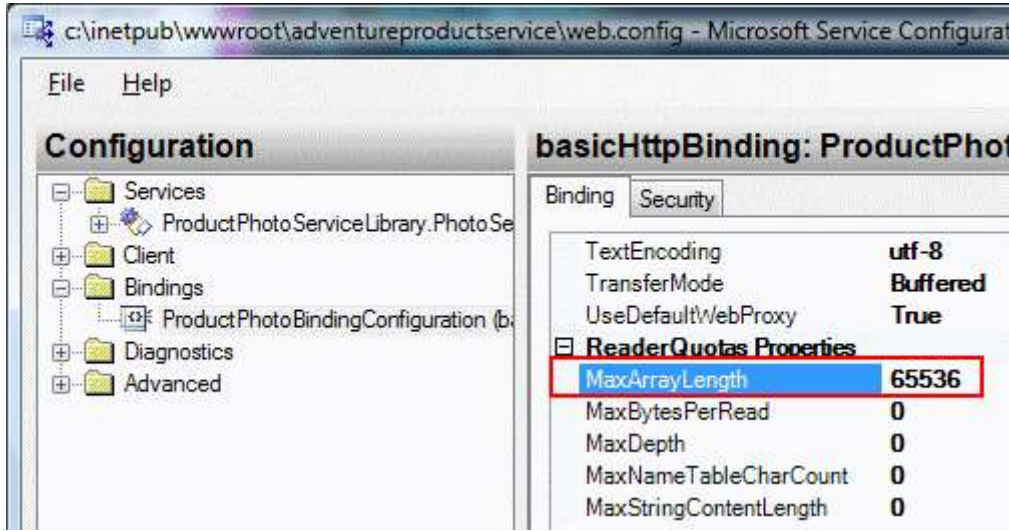 c:\inetpub\wwwroot\adventureproductservice\web.config - Microsoft Service Configurat
File Help
Configuration
Services
ProductPhotoServiceLibrary.PhotoSe
Client
Bindings
ProductPhotoBindingConfiguration (ba
Diagnostics
Advanced
basicHttpBinding: ProductPhot
Binding Security
TextEncoding utf-8
TransferMode Buffered
UseDefaultWebProxy True
ReaderQuotas Properties
MaxArrayLength 65536
MaxBytesPerRead 0
MaxDepth 0
MaxNameTableCharCount 0
MaxStringContentLength 0